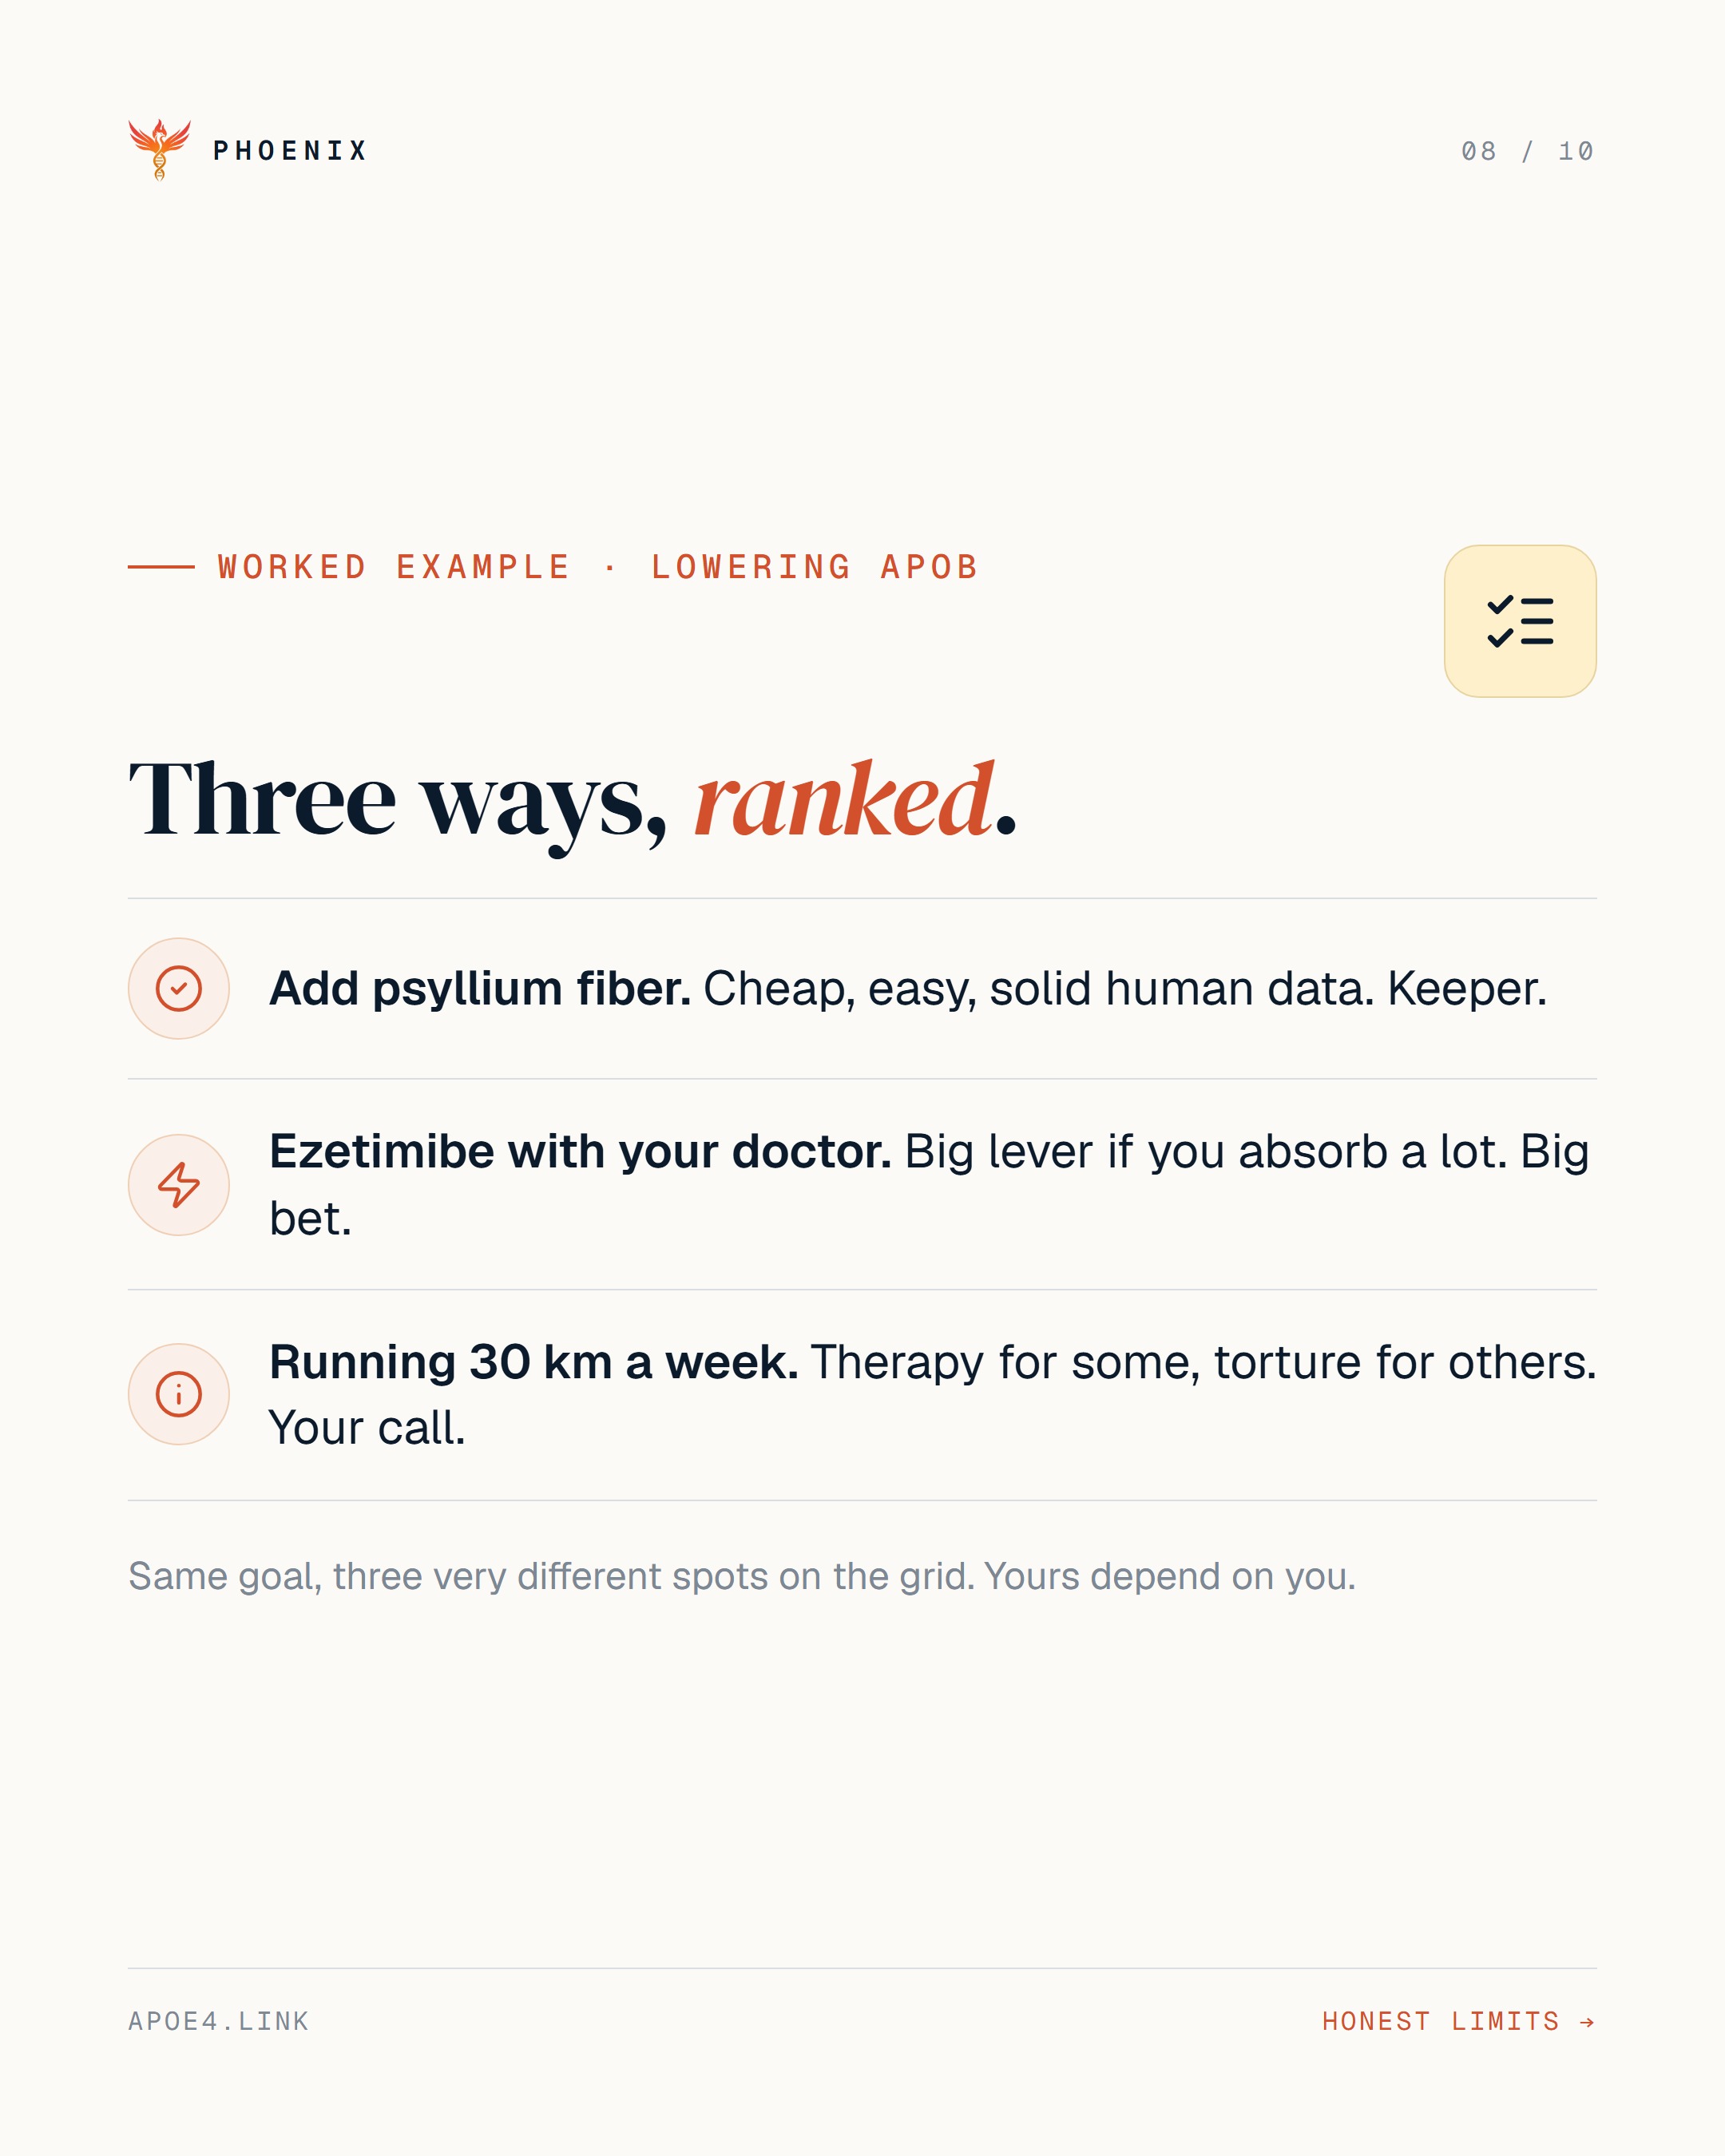 PHOENIX
08 / 10
WORKED EXAMPLE · LOWERING APOB
Three ways, ranked.
Add psyllium fiber. Cheap, easy, solid human data. Keeper.
Ezetimibe with your doctor. Big lever if you absorb a lot. Big
bet.
Running 30 km a week. Therapy for some, torture for others.
Your call.
Same goal, three very different spots on the grid. Yours depend on you.
APOE4.LINK
HONEST LIMITS →